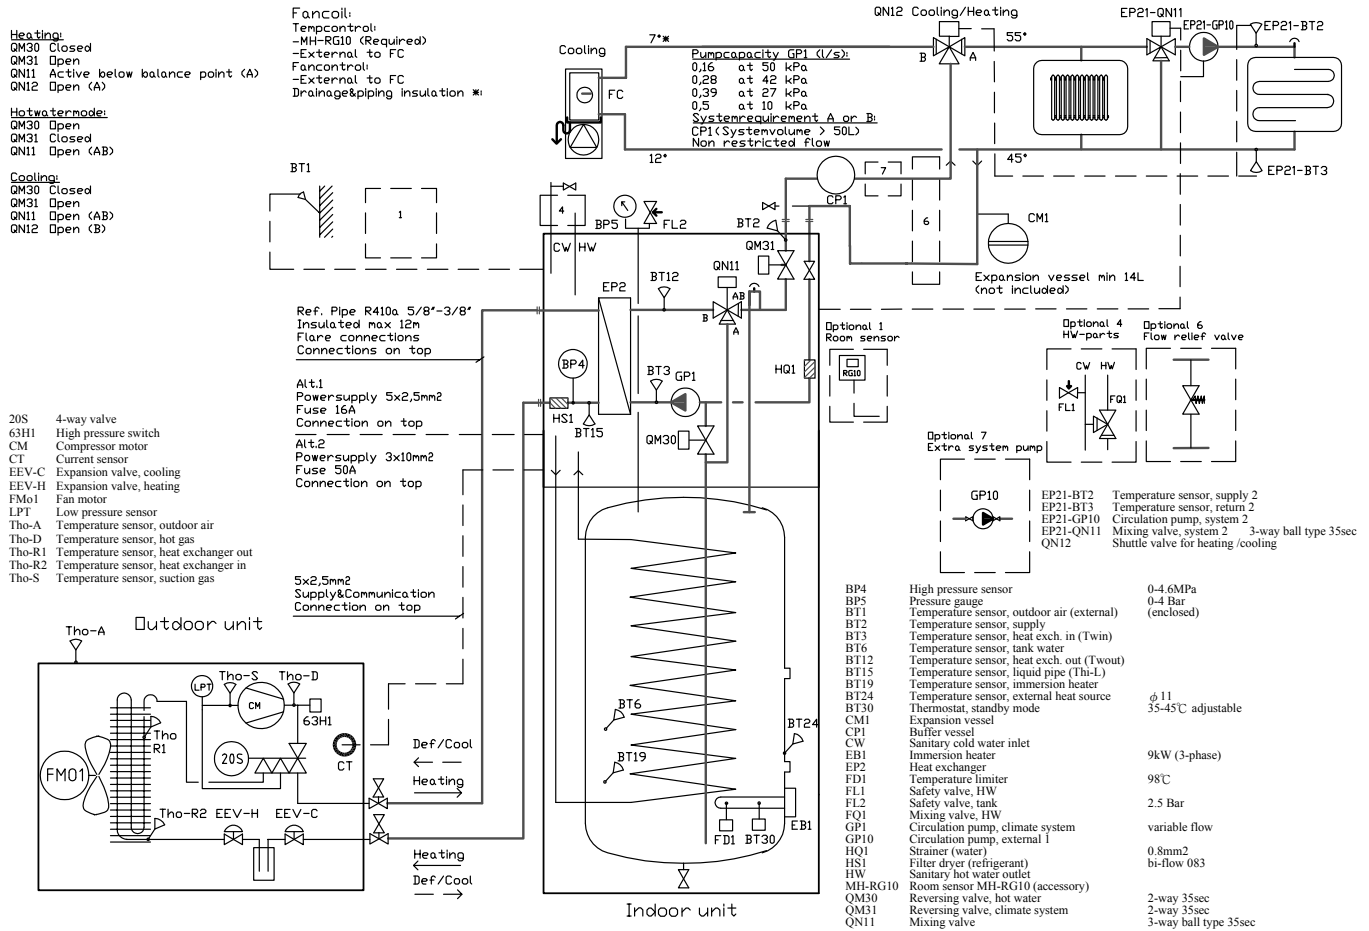 Heating:
QM30 Closed
QM31 Open
QN11 Active below balance point (A)
QN12 Open (A)
Hotwatermode:
QM30 Open
QM31 Closed
QN11 Open (AB)
Cooling:
QM30 Closed
QM31 Open
QN11 Open (AB)
QN12 Open (B)
Fancoil:
Tempcontrol:
-MH-RG10 (Required)
-External to FC
Fancontrol:
-External to FC
Drainage&piping insulation *:
Cooling
FC
7°*
12°
Pumpcapacity GP1 (l/s):
0,16 at 50 kPa
0,28 at 42 kPa
0,39 at 27 kPa
0,5 at 10 kPa
Systemrequirement A or B:
CP1(Systemvolume > 50L)
Non restricted flow
QN12 Cooling/Heating
B
A
55°
45°
EP21-QN11
EP21-GP10
EP21-BT2
EP21-BT3
BT1
1
4
CW HW
BP5
FL2
BT2
CP1
7
6
CM1
Expansion vessel min 14L
(not included)
QM31
QN11
AB
B
A
BT12
EP2
Ref. Pipe R410a 5/8"-3/8"
Insulated max 12m
Flare connections
Connections on top
BP4
HS1
BT15
BT3
GP1
HQ1
QM30
Alt.1
Powersupply 5x2,5mm2
Fuse 16A
Connection on top
Alt.2
Powersupply 3x10mm2
Fuse 50A
Connection on top
5x2,5mm2
Supply&Communication
Connection on top
Optional 1
Room sensor
RG10
Optional 4
HW-parts
CW HW
FL1
FQ1
Optional 6
Flow relief valve
Optional 7
Extra system pump
GP10
20S 4-way valve
63H1 High pressure switch
CM Compressor motor
CT Current sensor
EEV-C Expansion valve, cooling
EEV-H Expansion valve, heating
FMo1 Fan motor
LPT Low pressure sensor
Tho-A Temperature sensor, outdoor air
Tho-D Temperature sensor, hot gas
Tho-R1 Temperature sensor, heat exchanger out
Tho-R2 Temperature sensor, heat exchanger in
Tho-S Temperature sensor, suction gas
Outdoor unit
Tho-A
LPT
Tho-S
Tho-D
CM
63H1
Tho
R1
20S
CT
FM01
Tho-R2
EEV-H
EEV-C
Def/Cool
Heating
Heating
Def/Cool
BT6
BT19
BT24
FD1
BT30
EB1
Indoor unit
EP21-BT2 Temperature sensor, supply 2
EP21-BT3 Temperature sensor, return 2
EP21-GP10 Circulation pump, system 2
EP21-QN11 Mixing valve, system 2 3-way ball type 35sec
QN12 Shuttle valve for heating /cooling
BP4 High pressure sensor 0-4.6MPa
BP5 Pressure gauge 0-4 Bar
BT1 Temperature sensor, outdoor air (external) (enclosed)
BT2 Temperature sensor, supply
BT3 Temperature sensor, heat exch. in (Twin)
BT6 Temperature sensor, tank water
BT12 Temperature sensor, heat exch. out (Twout)
BT15 Temperature sensor, liquid pipe (Thi-L)
BT19 Temperature sensor, immersion heater
BT24 Temperature sensor, external heat source ϕ 11
BT30 Thermostat, standby mode 35-45℃ adjustable
CM1 Expansion vessel
CP1 Buffer vessel
CW Sanitary cold water inlet
EB1 Immersion heater 9kW (3-phase)
EP2 Heat exchanger
FD1 Temperature limiter 98℃
FL1 Safety valve, HW
FL2 Safety valve, tank 2.5 Bar
FQ1 Mixing valve, HW
GP1 Circulation pump, climate system variable flow
GP10 Circulation pump, external 1
HQ1 Strainer (water) 0.8mm2
HS1 Filter dryer (refrigerant) bi-flow 083
HW Sanitary hot water outlet
MH-RG10 Room sensor MH-RG10 (accessory)
QM30 Reversing valve, hot water 2-way 35sec
QM31 Reversing valve, climate system 2-way 35sec
QN11 Mixing valve 3-way ball type 35sec